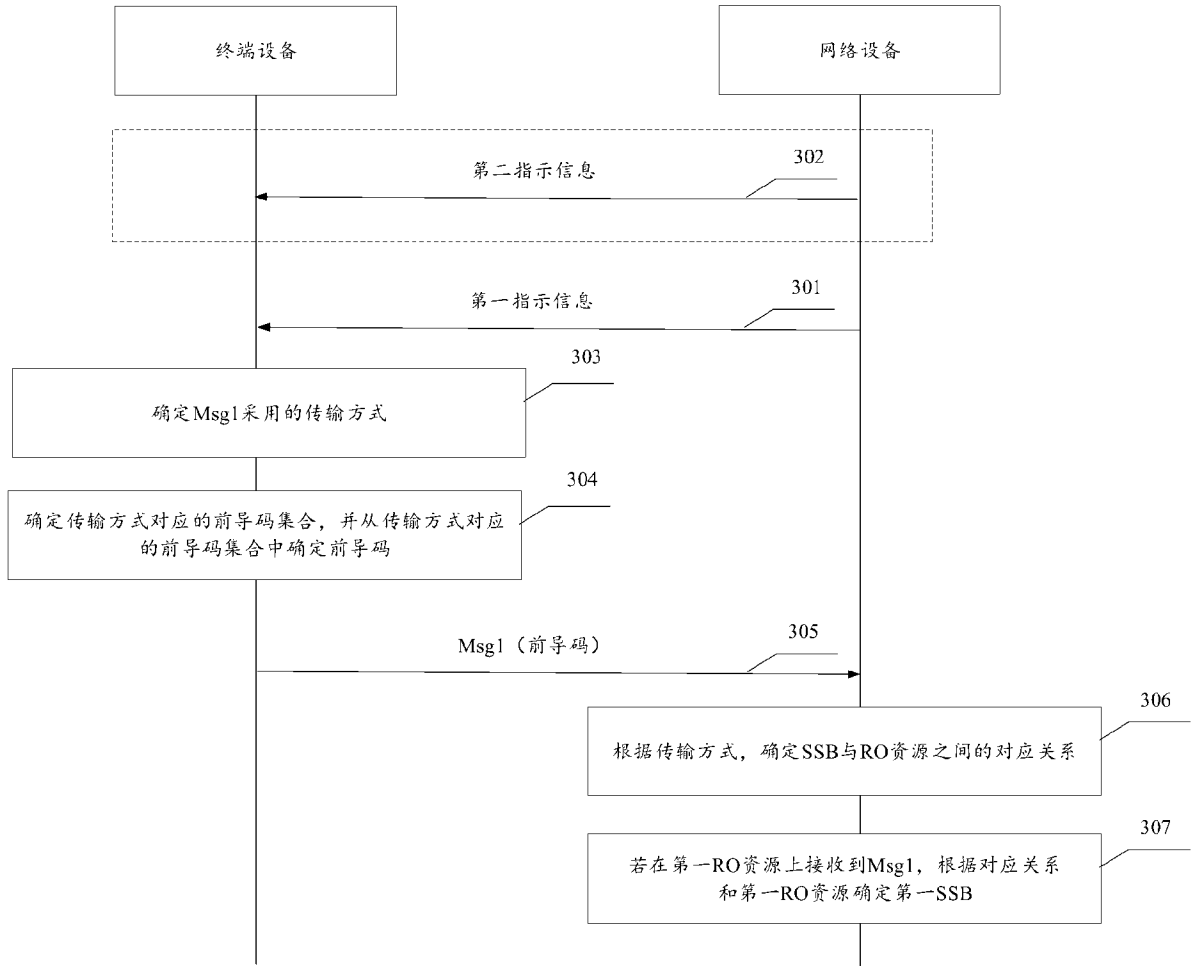 终端设备
网络设备
302
第二指示信息
301
第一指示信息
303
确定Msg1采用的传输方式
304
确定传输方式对应的前导码集合，并从传输方式对应
的前导码集合中确定前导码
305
Msg1（前导码）
306
根据传输方式，确定SSB与RO资源之间的对应关系
307
若在第一RO资源上接收到Msg1，根据对应关系
和第一RO资源确定第一SSB